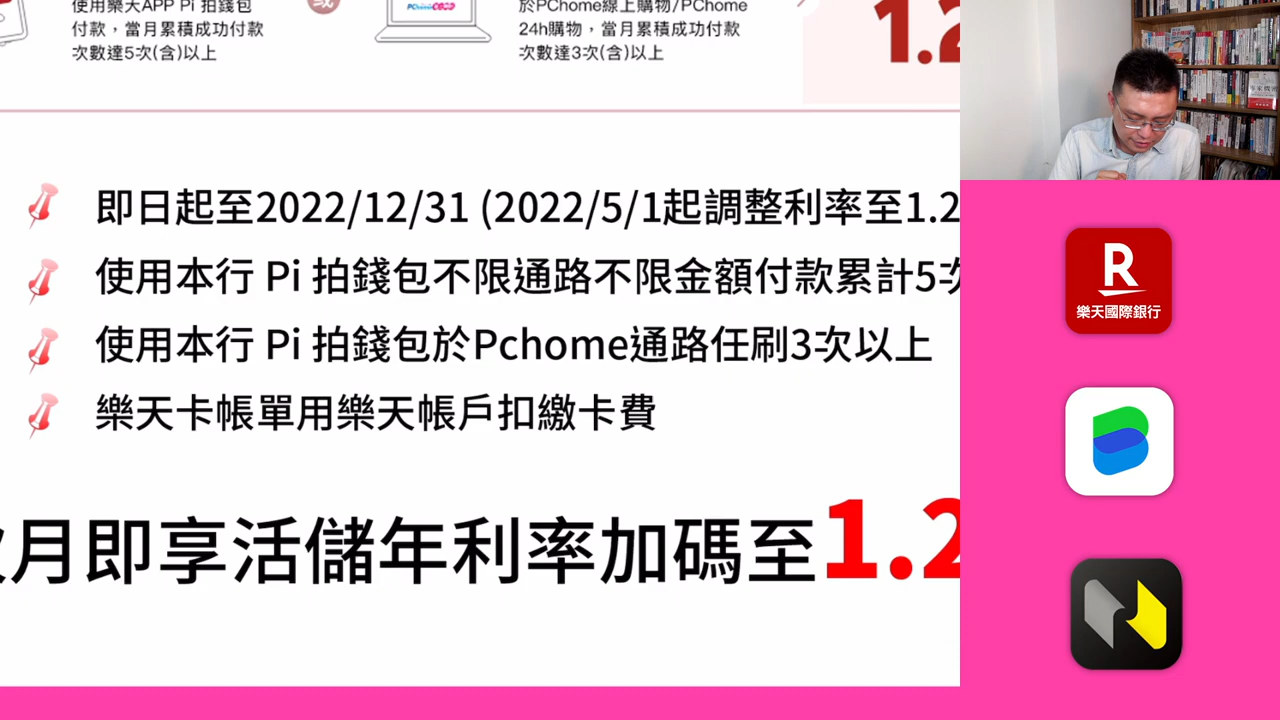 使用樂天APP Pi 拍錢包
付款，當月累積成功付款
次數達5次(含)以上
或
PChome
於PChome線上購物/PChome
24h購物，當月累積成功付款
次數達3次(含)以上
1.2
即日起至2022/12/31 (2022/5/1起調整利率至1.2
使用本行 Pi 拍錢包不限通路不限金額付款累計5次
使用本行 Pi 拍錢包於Pchome通路任刷3次以上
樂天卡帳單用樂天帳戶扣繳卡費
次月即享活儲年利率加碼至1.2
R
樂天國際銀行